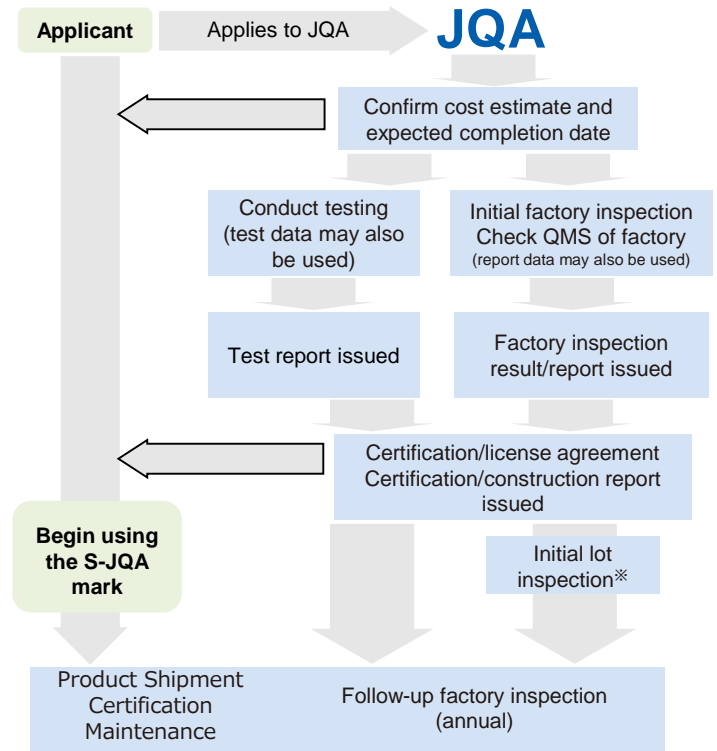 Applicant
Applies to JQA
JQA
Confirm cost estimate and
expected completion date
Conduct testing
(test data may also
be used)
Initial factory inspection
Check QMS of factory
(report data may also be used)
Test report issued
Factory inspection
result/report issued
Certification/license agreement
Certification/construction report
issued
Begin using
the S-JQA
mark
Initial lot
inspection※
Product Shipment
Certification
Maintenance
Follow-up factory inspection
(annual)